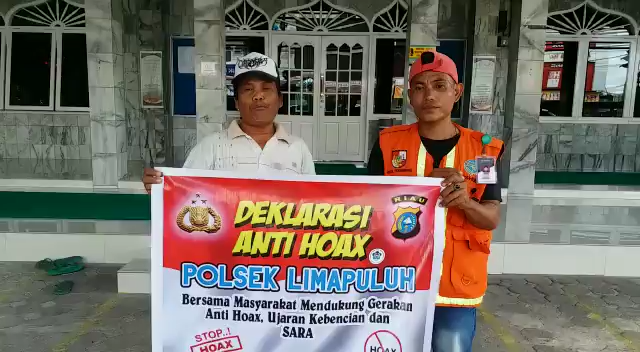 RIAU
DEKLARASI
ANTI HOAX
POLSEK LIMAPULUH
Bersama Masyarakat Mendukung Gerakan
Anti Hoax, Ujaran Kebencian dan
SARA
STOP..!
HOAX
HOAX